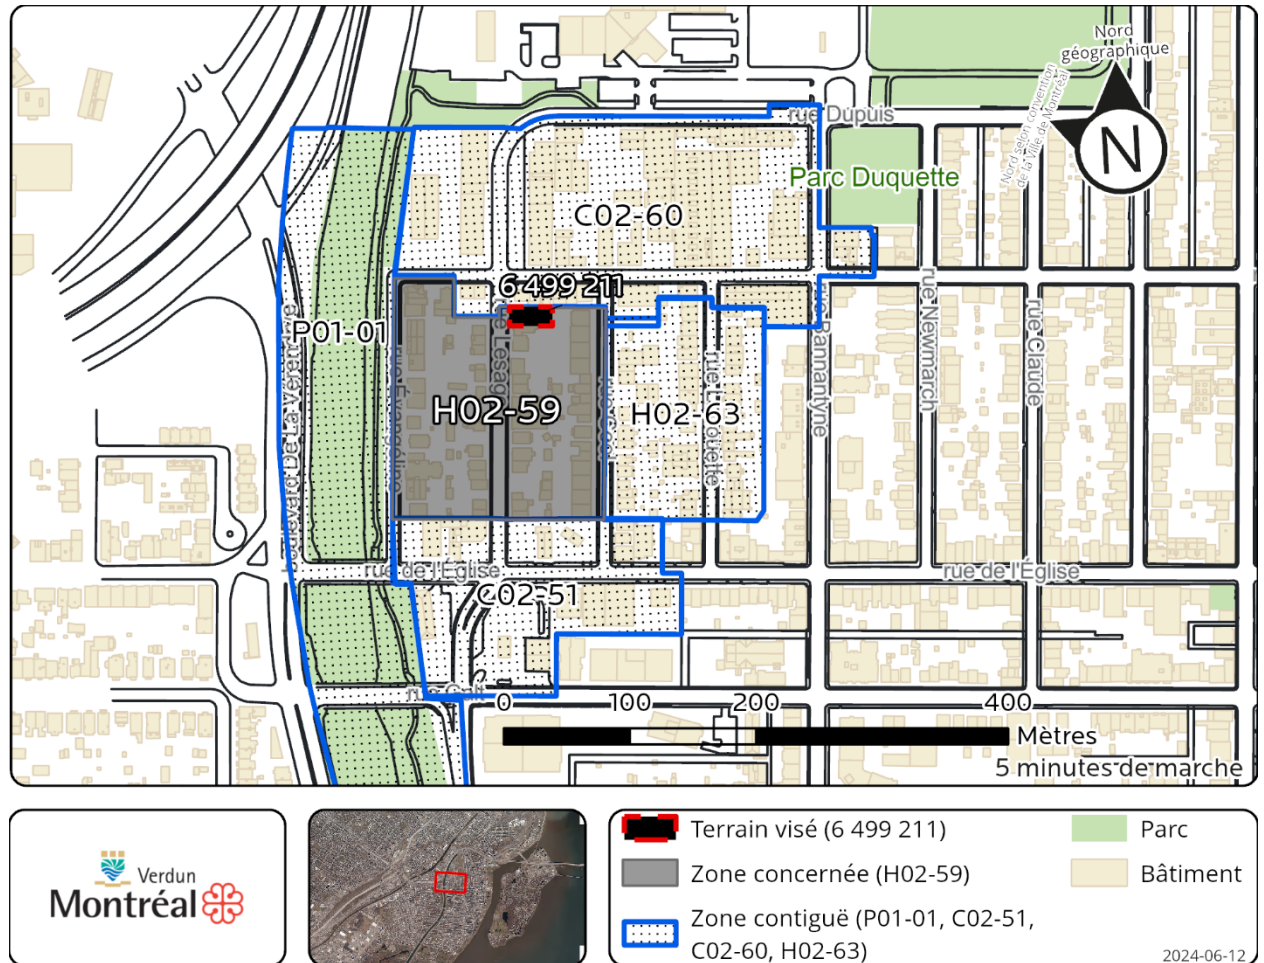 Nord
géographique
Nord selon convention
de la Ville de Montréal
rue Dupuis
Parc Duquette
C02-60
6 499 211
P01-01
H02-59
H02-63
boulevard De La Vérendrye
rue Évangéline
rue Lesage
rue Bannantyne
rue Newmarch
rue Claude
rue de l'Église
rue de l'Église
C02-51
rue Galt
0 100 200 400
Mètres
5 minutes de marche
Verdun
Montréal
Terrain visé (6 499 211)
Parc
Zone concernée (H02-59)
Bâtiment
Zone contiguë (P01-01, C02-51,
C02-60, H02-63)
2024-06-12
N